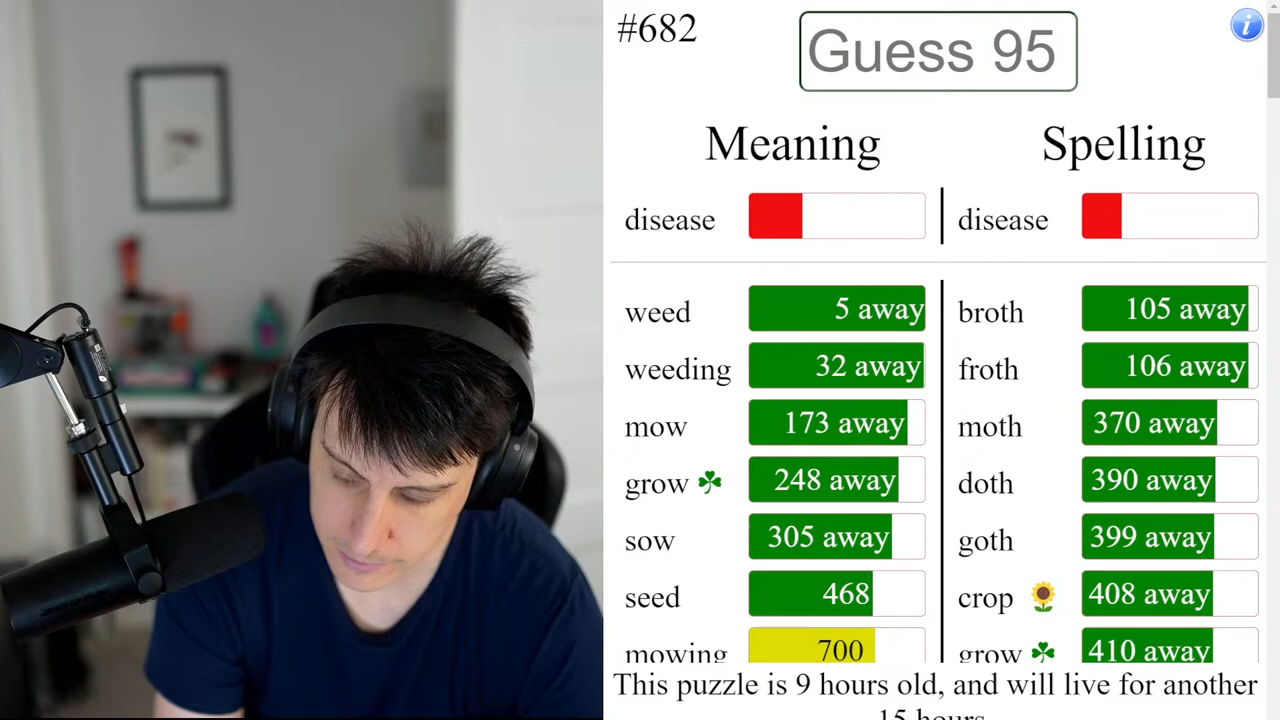 #682
Guess 95
Meaning
Spelling
disease
disease
weed 5 away
broth 105 away
weeding 32 away
froth 106 away
mow 173 away
moth 370 away
grow ☘ 248 away
doth 390 away
sow 305 away
goth 399 away
seed 468
crop 🌻 408 away
mowing 700
grow ☘ 410 away
This puzzle is 9 hours old, and will live for another
15 hours